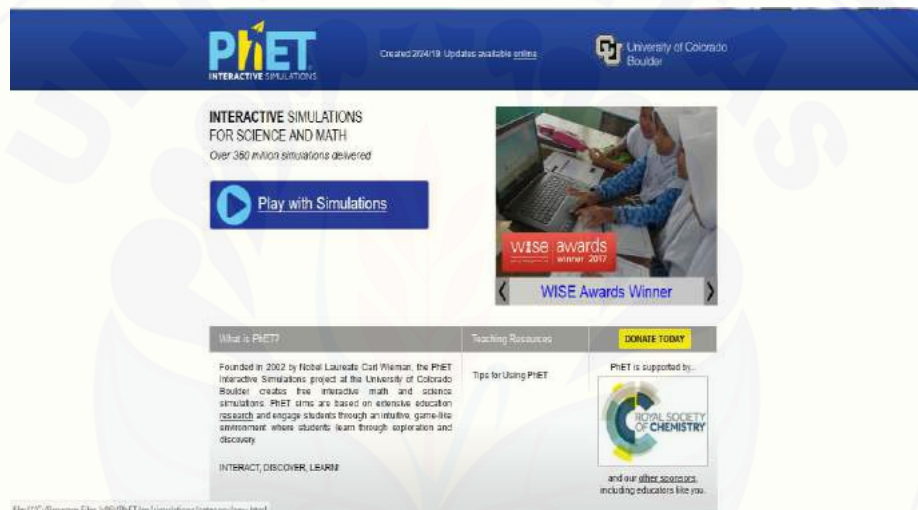 PhET
INTERACTIVE SIMULATIONS
Created 2/24/19. Updates available online
University of Colorado
Boulder
INTERACTIVE SIMULATIONS
FOR SCIENCE AND MATH
Over 360 million simulations delivered
Play with Simulations
wise awards
winner 2017
WISE Awards Winner
What is PhET?
Founded in 2002 by Nobel Laureate Carl Wieman, the PhET
Interactive Simulations project at the University of Colorado
Boulder creates free interactive math and science
simulations. PhET sims are based on extensive education
research and engage students through an intuitive, game-like
environment where students learn through exploration and
discovery.
INTERACT, DISCOVER, LEARN!
Teaching Resources
Tips for Using PhET
DONATE TODAY
PhET is supported by...
ROYAL SOCIETY
OF CHEMISTRY
and our other sponsors,
including educators like you.